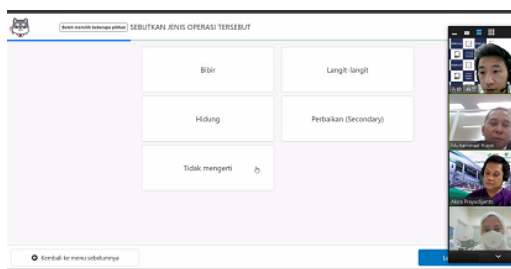 Boleh memilih beberapa pilihan
SEBUTKAN JENIS OPERASI TERSEBUT
Bibir
Langit-langit
Hidung
Perbaikan (Secondary)
Tidak mengerti
Kembali ke menu sebelumnya
Muhammad